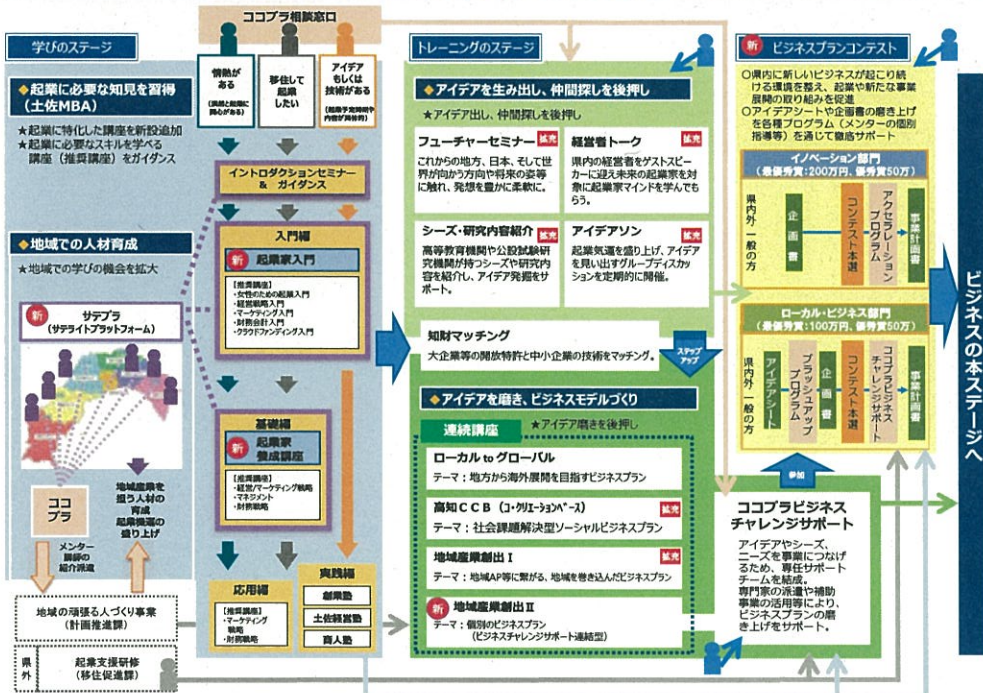 ココプラ相談窓口
学びのステージ
◆起業に必要な知見を習得
（土佐MBA）
★起業に特化した講座を新設追加
★起業に必要なスキルを学べる
講座（推奨講座）をガイダンス
◆地域での人材育成
★地域での学びの機会を拡大
新
サテプラ
（サテライトプラットフォーム）
ココ
プラ
地域産業を
担う人材の
育成
起業機運の
盛り上げ
メンター
講師の
紹介派遣
地域の頑張る人づくり事業
（計画推進課）
県外
起業支援研修
（移住促進課）
情熱が
ある
移住して
起業
したい
アイデア
もしくは
技術がある
イントロダクションセミナー
& ガイダンス
入門編
新 起業家入門
【推奨講座】
・女性のための起業入門
・経営戦略入門
・マーケティング入門
・財務会計入門
・クラウドファンディング入門
基礎編
新 起業家
養成講座
【推奨講座】
・経営/マーケティング戦略
・マネジメント
・財務戦略
応用編
【推奨講座】
・マーケティング
戦略
・財務戦略
実践編
創業塾
土佐経営塾
商人塾
トレーニングのステージ
◆アイデアを生み出し、仲間探しを後押し
★アイデア出し、仲間探しを後押し
フューチャーセミナー 拡充
これからの地方、日本、そして世
界が向かう方向や将来の姿等
に触れ、発想を豊かに柔軟に。
経営者トーク 拡充
県内の経営者をゲストスピー
カーに迎え未来の起業家を対
象に起業家マインドを学んでも
らう。
シーズ・研究内容紹介 拡充
高等教育機関や公設試験研
究機関が持つシーズや研究内
容を紹介し、アイデア発掘をサ
ポート。
アイデアソン 拡充
起業気運を盛り上げ、アイデア
を見い出すグループディスカッ
ションを定期的に開催。
知財マッチング
大企業等の開放特許と中小企業の技術をマッチング。
ステップ
アップ
◆アイデアを磨き、ビジネスモデルづくり
連続講座
★アイデア磨きを後押し
ローカル to グローバル
テーマ：地方から海外展開を目指すビジネスプラン
高知ＣＣＢ（コ・クリエーションベース） 拡充
テーマ：社会課題解決型ソーシャルビジネスプラン
地域産業創出Ⅰ 拡充
テーマ：地域AP等に繋がる、地域を巻き込んだビジネスプラン
新 地域産業創出Ⅱ
テーマ：個別のビジネスプラン
（ビジネスチャレンジサポート連結型）
新 ビジネスプランコンテスト
○県内に新しいビジネスが起こり続
ける環境を整え、起業や新たな事業
展開の取り組みを促進
○アイデアシートや企画書の磨き上げ
を各種プログラム（メンターの個別
指導等）を通じて徹底サポート
イノベーション部門
（最優秀賞：200万円、優秀賞50万）
県内外 一般の方
企画書
コンテスト本選
アクセラレーション
プログラム
事業計画書
ローカル・ビジネス部門
（最優秀賞：100万円、優秀賞50万）
県内外 一般の方
アイデアシート
ブラッシュアップ
プログラム
企画書
コンテスト本選
ココプラビジネス
チャレンジサポート
事業計画書
参加
ココプラビジネス
チャレンジサポート
アイデアやシーズ、
ニーズを事業につなげ
るため、専任サポート
チームを結成。
専門家の派遣や補助
事業の活用等により、
ビジネスプランの磨
き上げをサポート。
ビジネスの本ステージへ